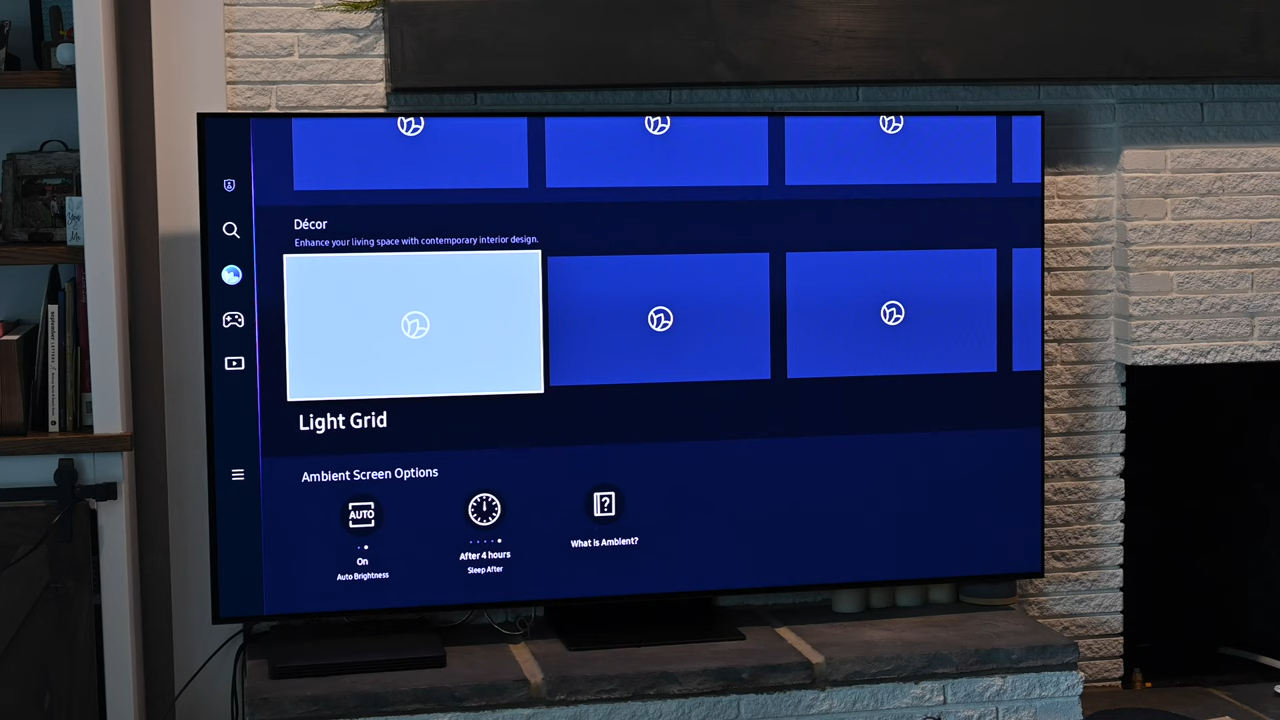 Décor
Enhance your living space with contemporary interior design.
Light Grid
Ambient Screen Options
AUTO
?
On
After 4 hours
What is Ambient?
Auto Brightness
Sleep After